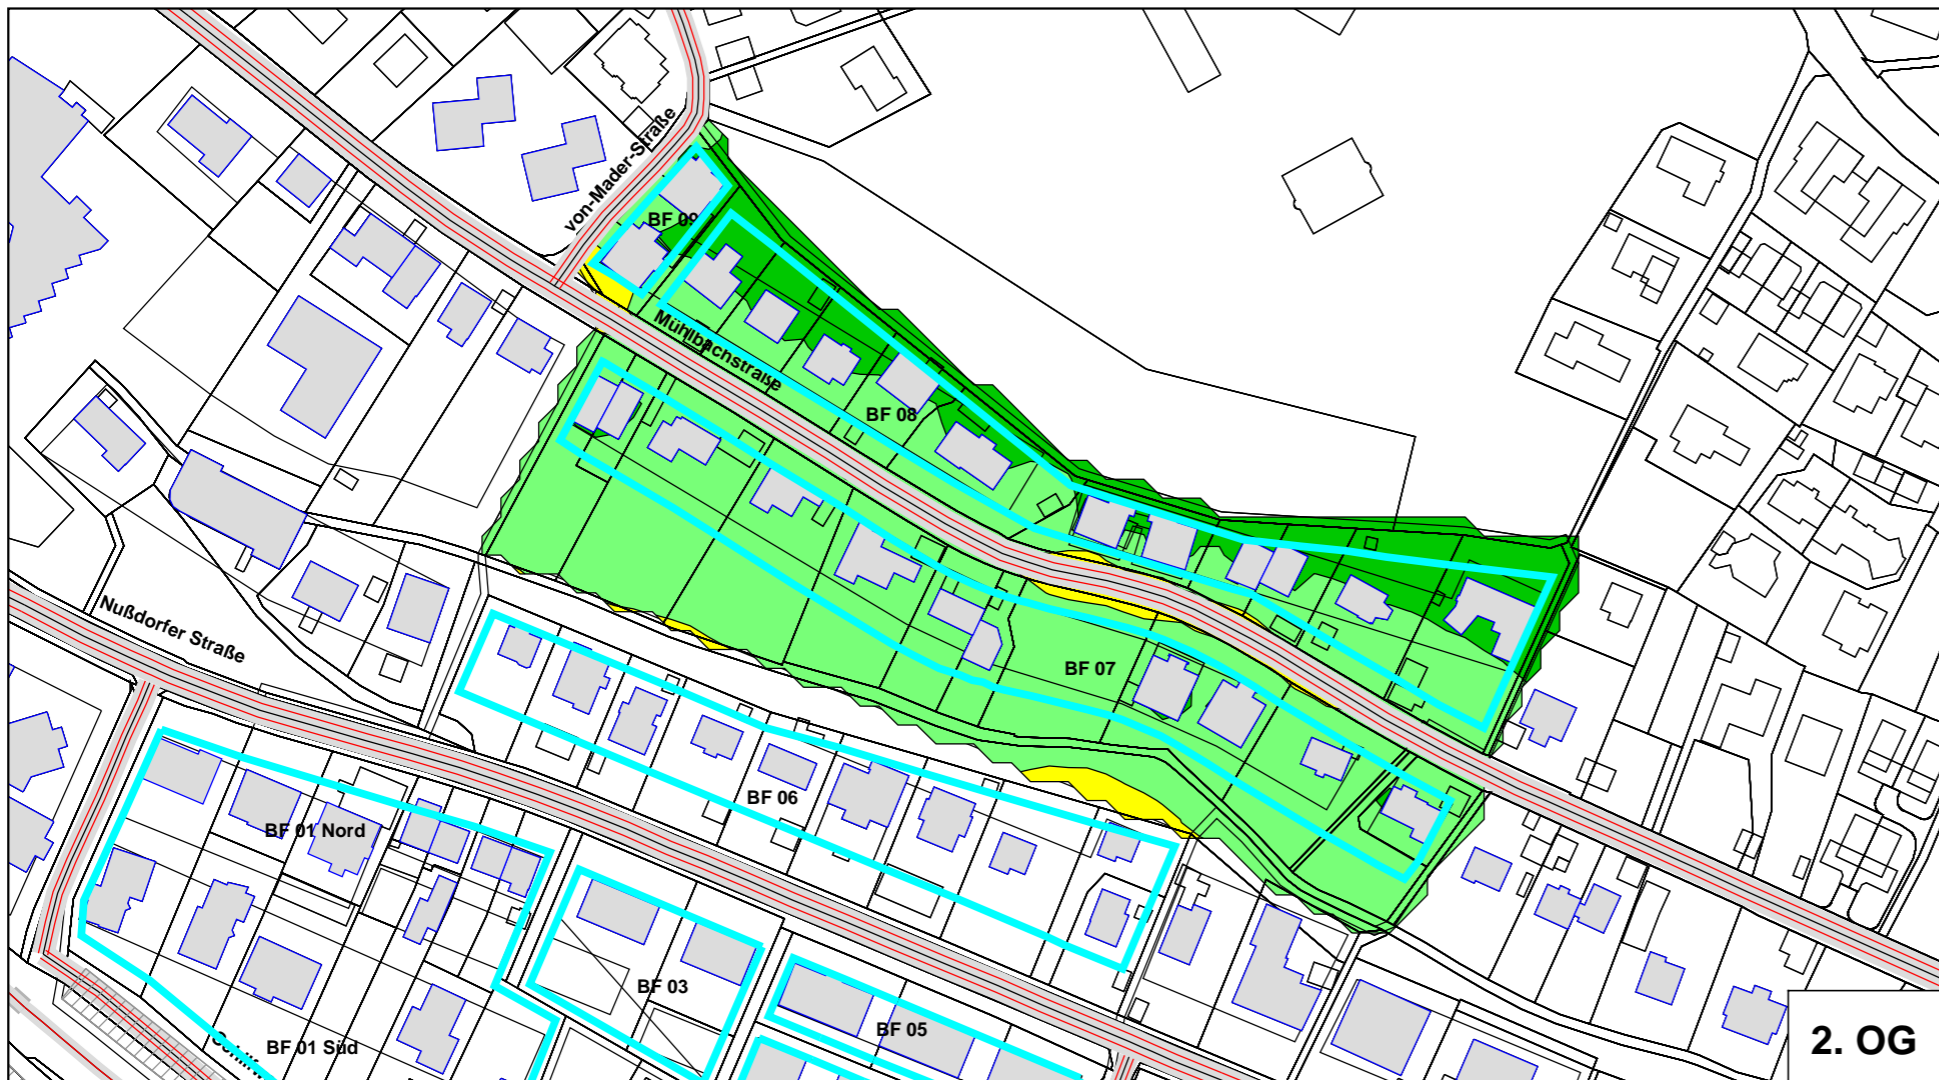 von-Mader-Straße
BF 09
Mühlbachstraße
BF 08
Nußdorfer Straße
BF 07
BF 06
BF 01 Nord
BF 03
BF 05
BF 01 Süd
2. OG